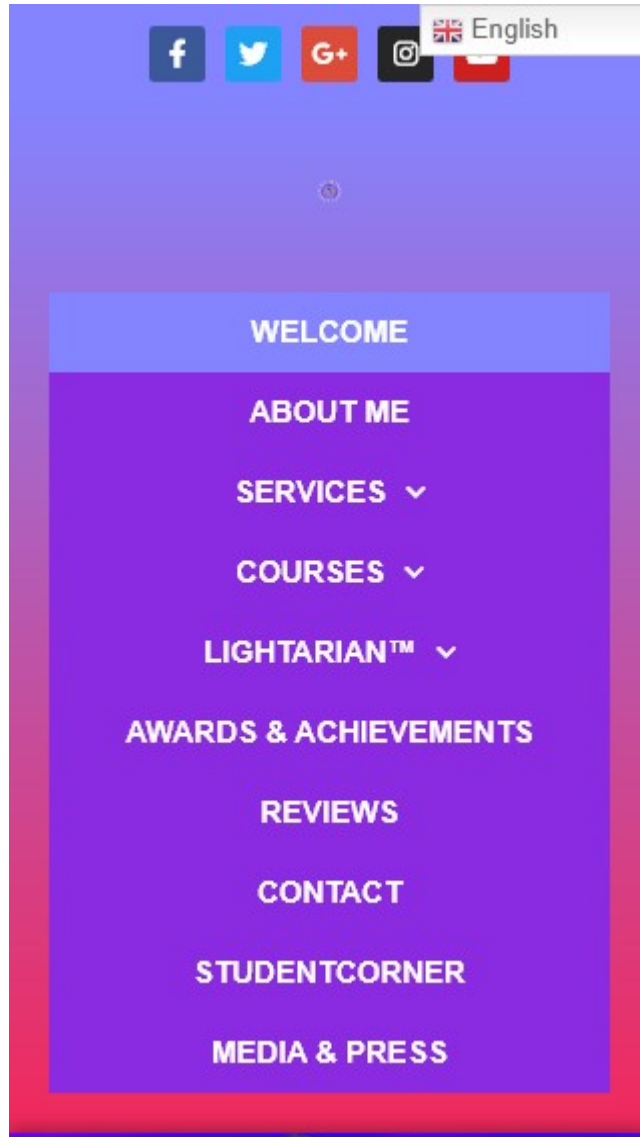 English
f G+
WELCOME
ABOUT ME
SERVICES
COURSES
LIGHTARIAN™
AWARDS & ACHIEVEMENTS
REVIEWS
CONTACT
STUDENTCORNER
MEDIA & PRESS